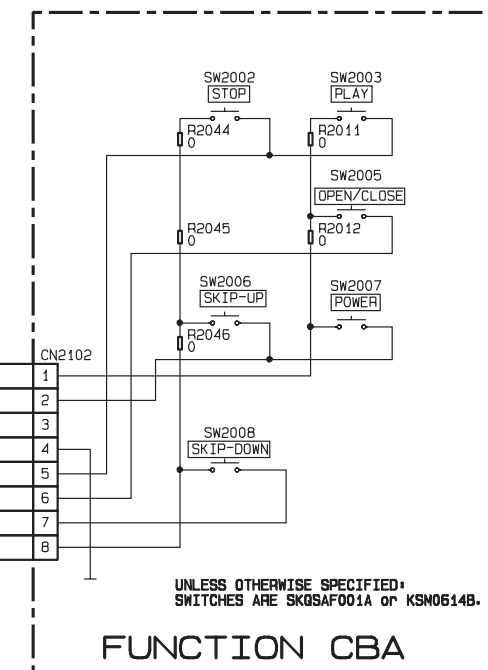 SW2002
STOP
SW2003
PLAY
R2044
0
R2011
0
SW2005
OPEN/CLOSE
R2045
0
R2012
0
SW2006
SKIP-UP
SW2007
POWER
R2046
0
CN2102
1
2
3
4
5
6
7
8
SW2008
SKIP-DOWN
UNLESS OTHERWISE SPECIFIED:
SWITCHES ARE SKQSAF001A or KSM0614B.
FUNCTION CBA